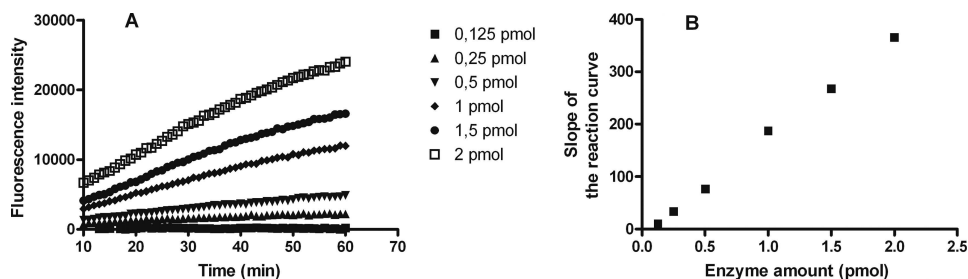 A
30000
20000
10000
0
10 20 30 40 50 60 70
Time (min)
Fluorescence intensity
0,125 pmol
0,25 pmol
0,5 pmol
1 pmol
1,5 pmol
2 pmol
B
400
300
200
100
0
0.0 0.5 1.0 1.5 2.0 2.5
Enzyme amount (pmol)
Slope of
the reaction curve